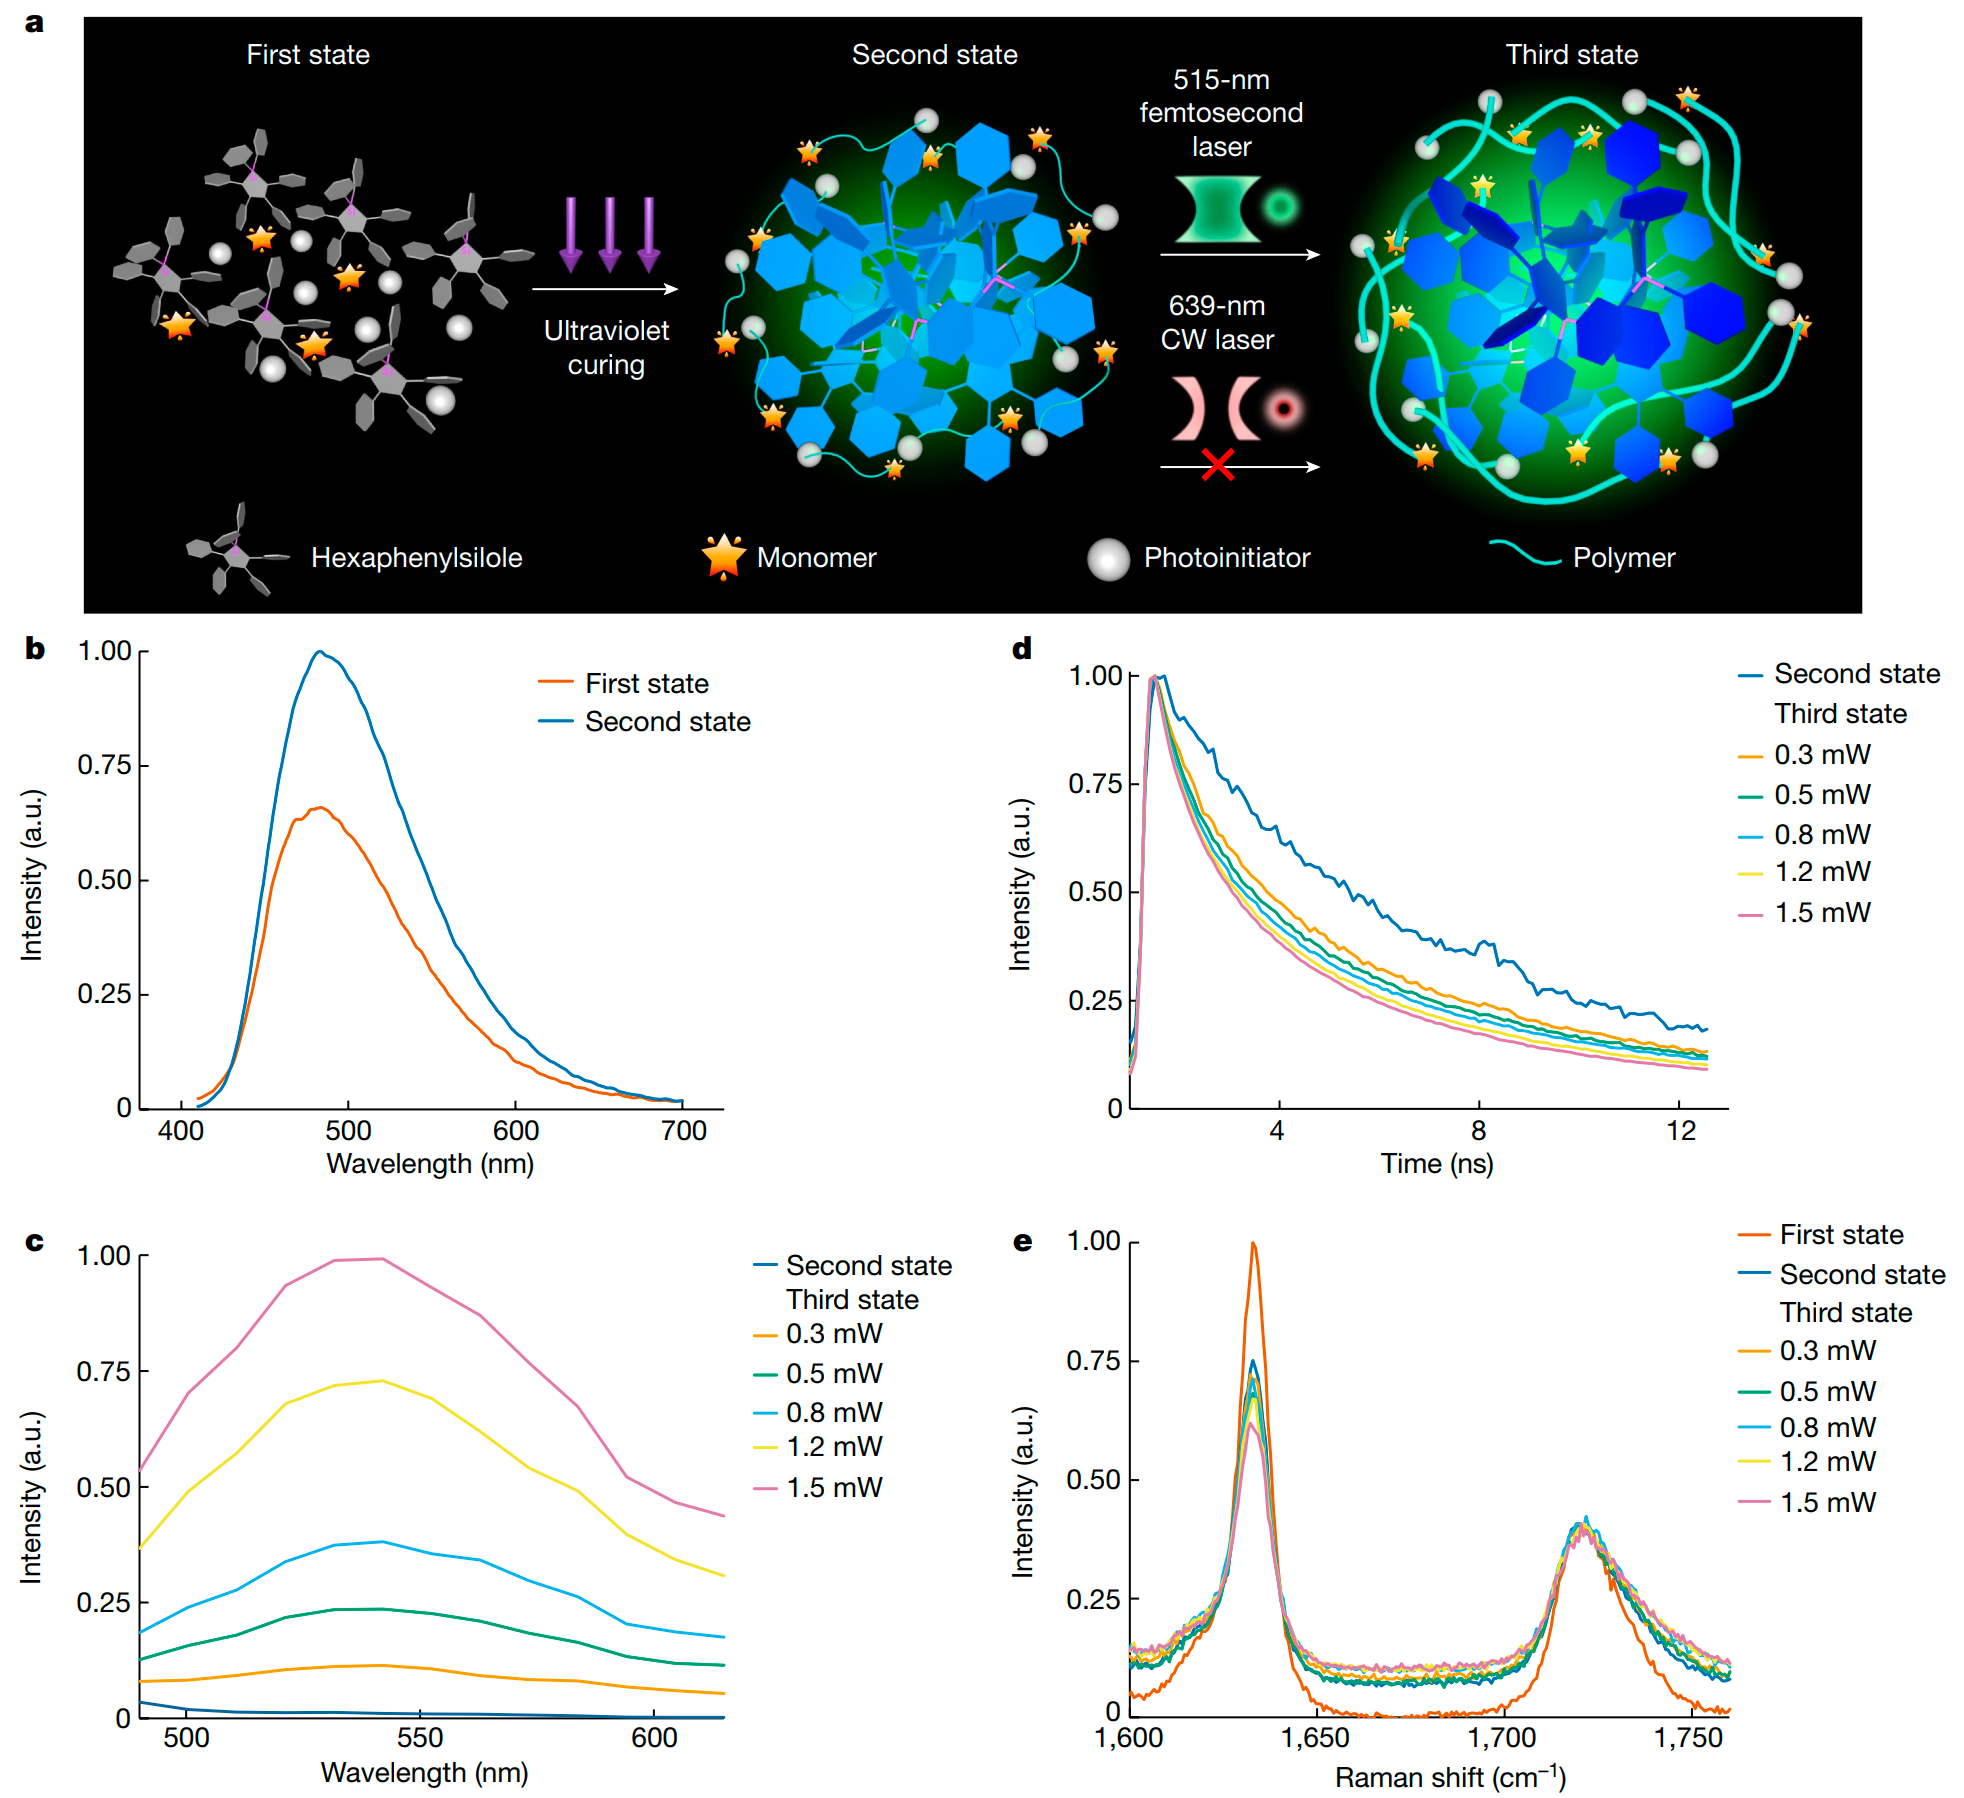 a
First state
Second state
Third state
515-nm
femtosecond
laser
Ultraviolet
curing
639-nm
CW laser
Hexaphenylsilole
Monomer
Photoinitiator
Polymer
b
1.00
0.75
0.50
0.25
0
Intensity (a.u.)
400 500 600 700
Wavelength (nm)
First state
Second state
d
1.00
0.75
0.50
0.25
0
Intensity (a.u.)
4 8 12
Time (ns)
Second state
Third state
0.3 mW
0.5 mW
0.8 mW
1.2 mW
1.5 mW
c
1.00
0.75
0.50
0.25
0
Intensity (a.u.)
500 550 600
Wavelength (nm)
Second state
Third state
0.3 mW
0.5 mW
0.8 mW
1.2 mW
1.5 mW
e
1.00
0.75
0.50
0.25
0
Intensity (a.u.)
1,600 1,650 1,700 1,750
Raman shift (cm⁻¹)
First state
Second state
Third state
0.3 mW
0.5 mW
0.8 mW
1.2 mW
1.5 mW